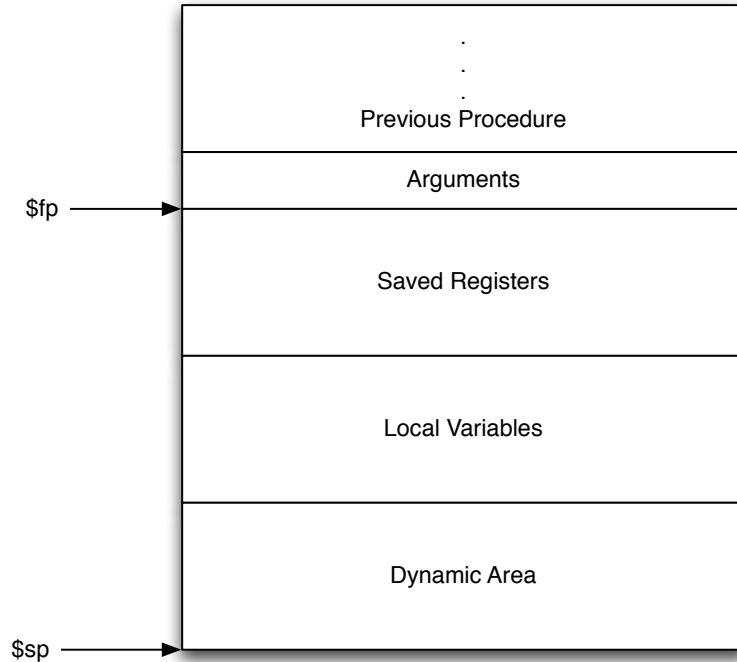 .
.
.
Previous Procedure
Arguments
$fp
Saved Registers
Local Variables
Dynamic Area
$sp